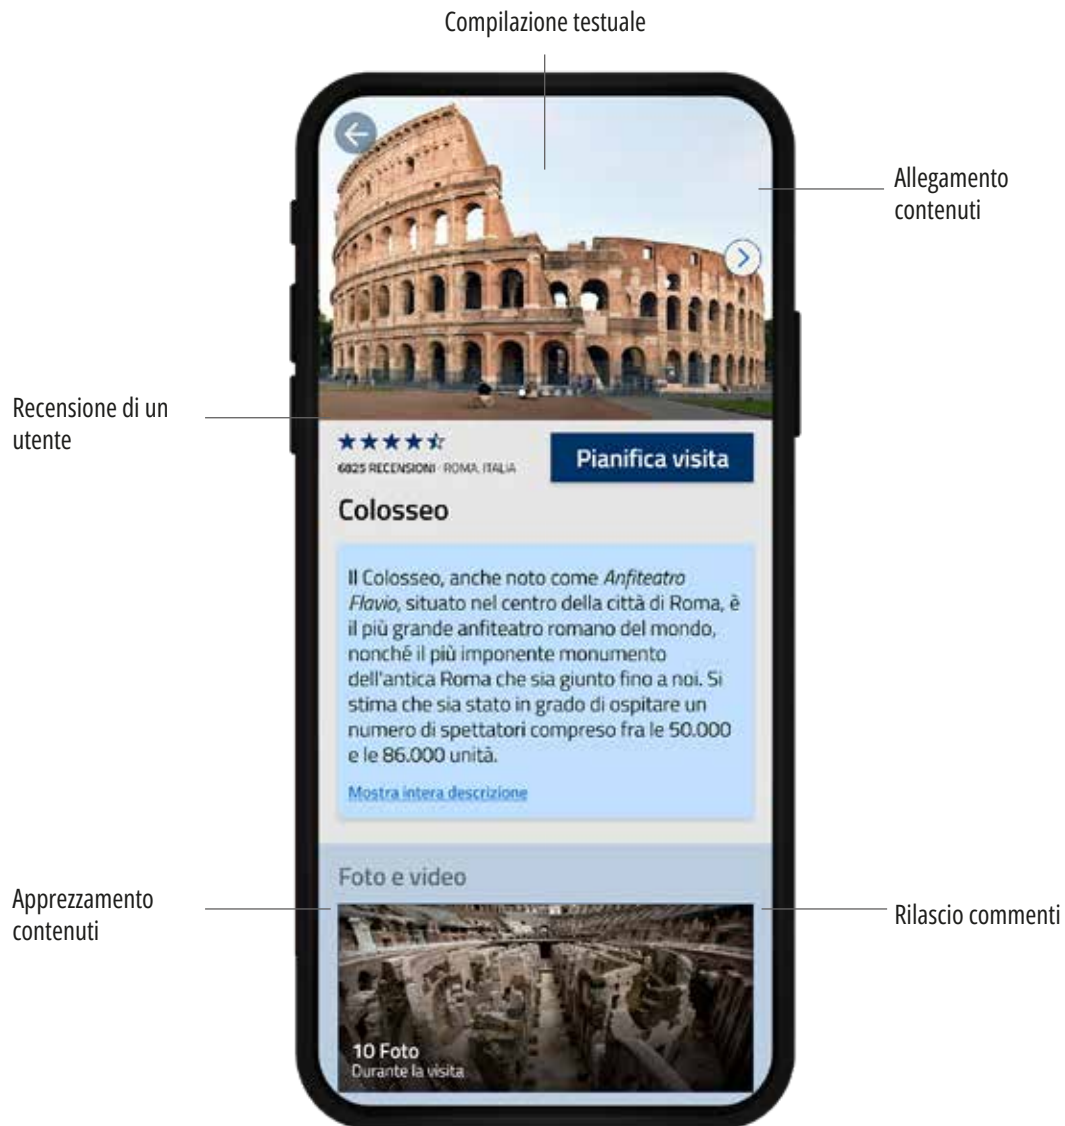 Compilazione testuale
Allegamento
contenuti
Recensione di un
utente
6825 RECENSIONI · ROMA, ITALIA
Pianifica visita
Colosseo
Il Colosseo, anche noto come Anfiteatro
Flavio, situato nel centro della città di Roma, è
il più grande anfiteatro romano del mondo,
nonché il più imponente monumento
dell'antica Roma che sia giunto fino a noi. Si
stima che sia stato in grado di ospitare un
numero di spettatori compreso fra le 50.000
e le 86.000 unità.
Mostra intera descrizione
Foto e video
Apprezzamento
contenuti
Rilascio commenti
10 Foto
Durante la visita